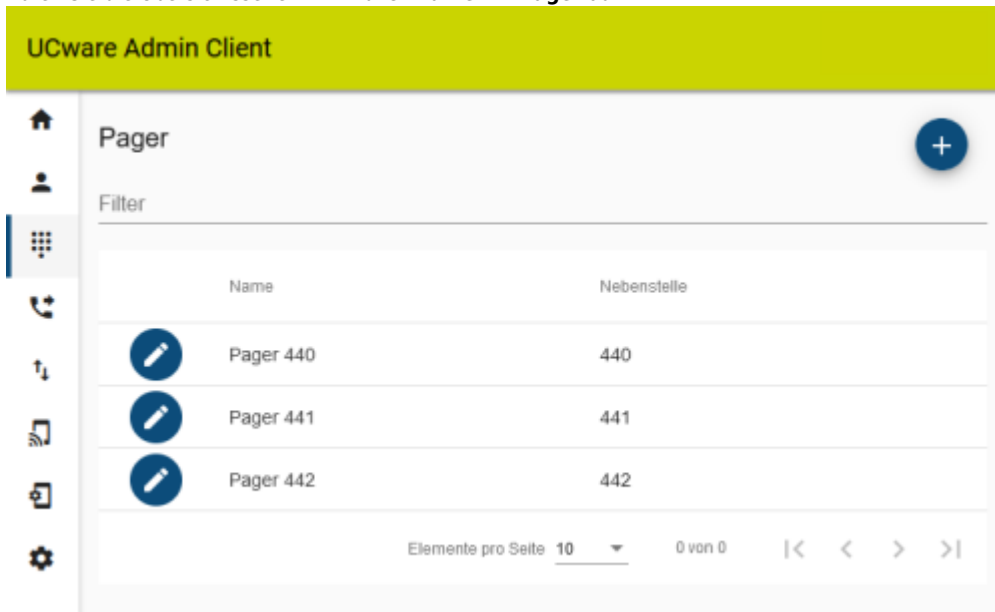 UCware Admin Client
Pager
Filter
Name Nebenstelle
Pager 440 440
Pager 441 441
Pager 442 442
Elemente pro Seite 10 0 von 0